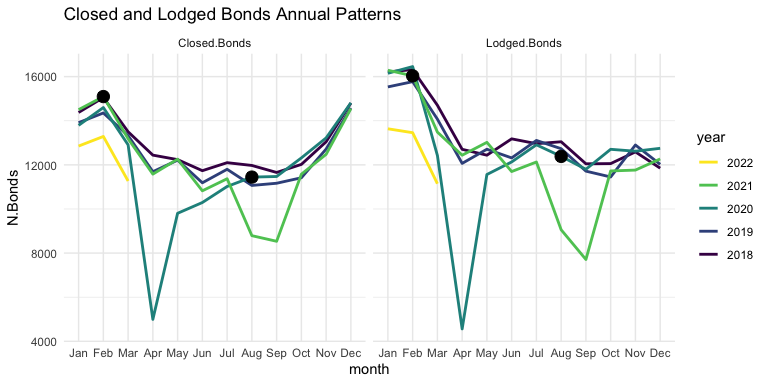 Closed and Lodged Bonds Annual Patterns
Closed.Bonds
Lodged.Bonds
16000
12000
8000
4000
N.Bonds
Jan Feb Mar Apr May Jun Jul Aug Sep Oct Nov Dec
Jan Feb Mar Apr May Jun Jul Aug Sep Oct Nov Dec
month
year
2022
2021
2020
2019
2018